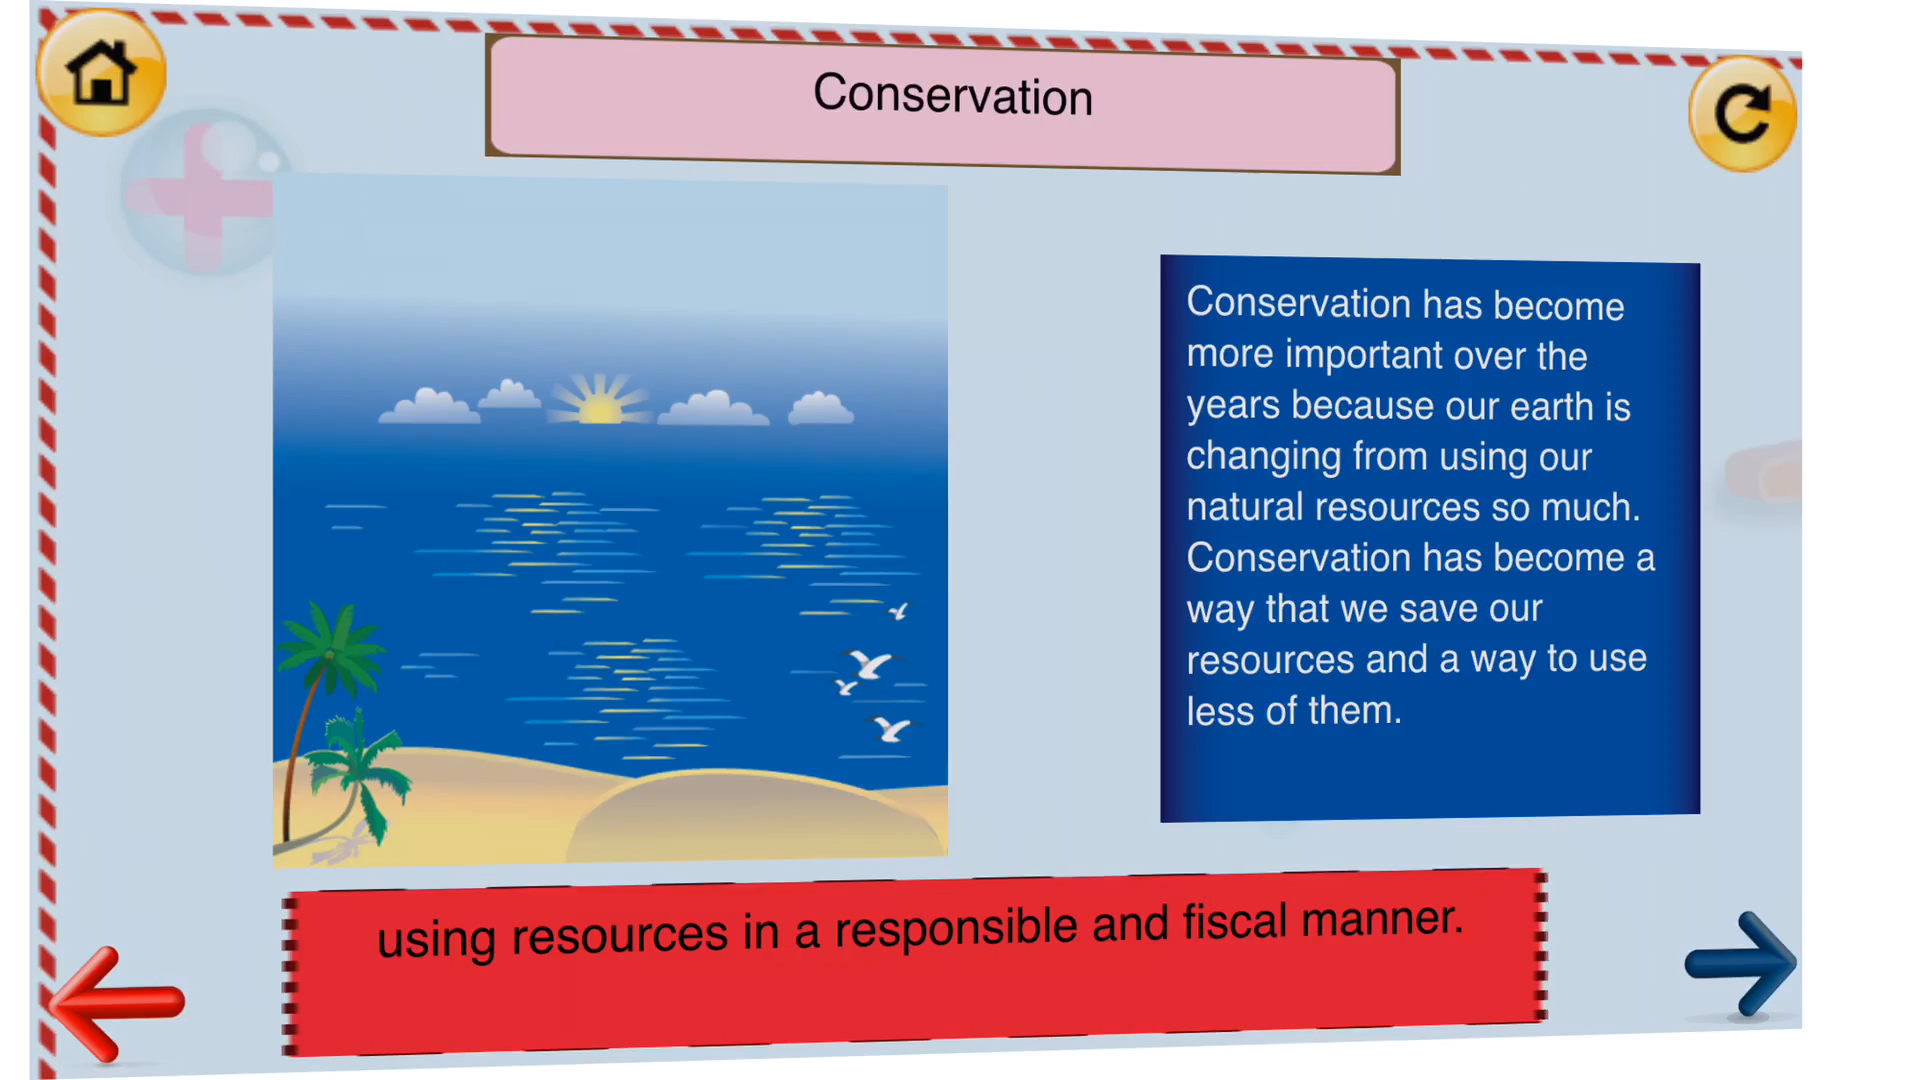 Conservation
Conservation has become
more important over the
years because our earth is
changing from using our
natural resources so much.
Conservation has become a
way that we save our
resources and a way to use
less of them.
using resources in a responsible and fiscal manner.